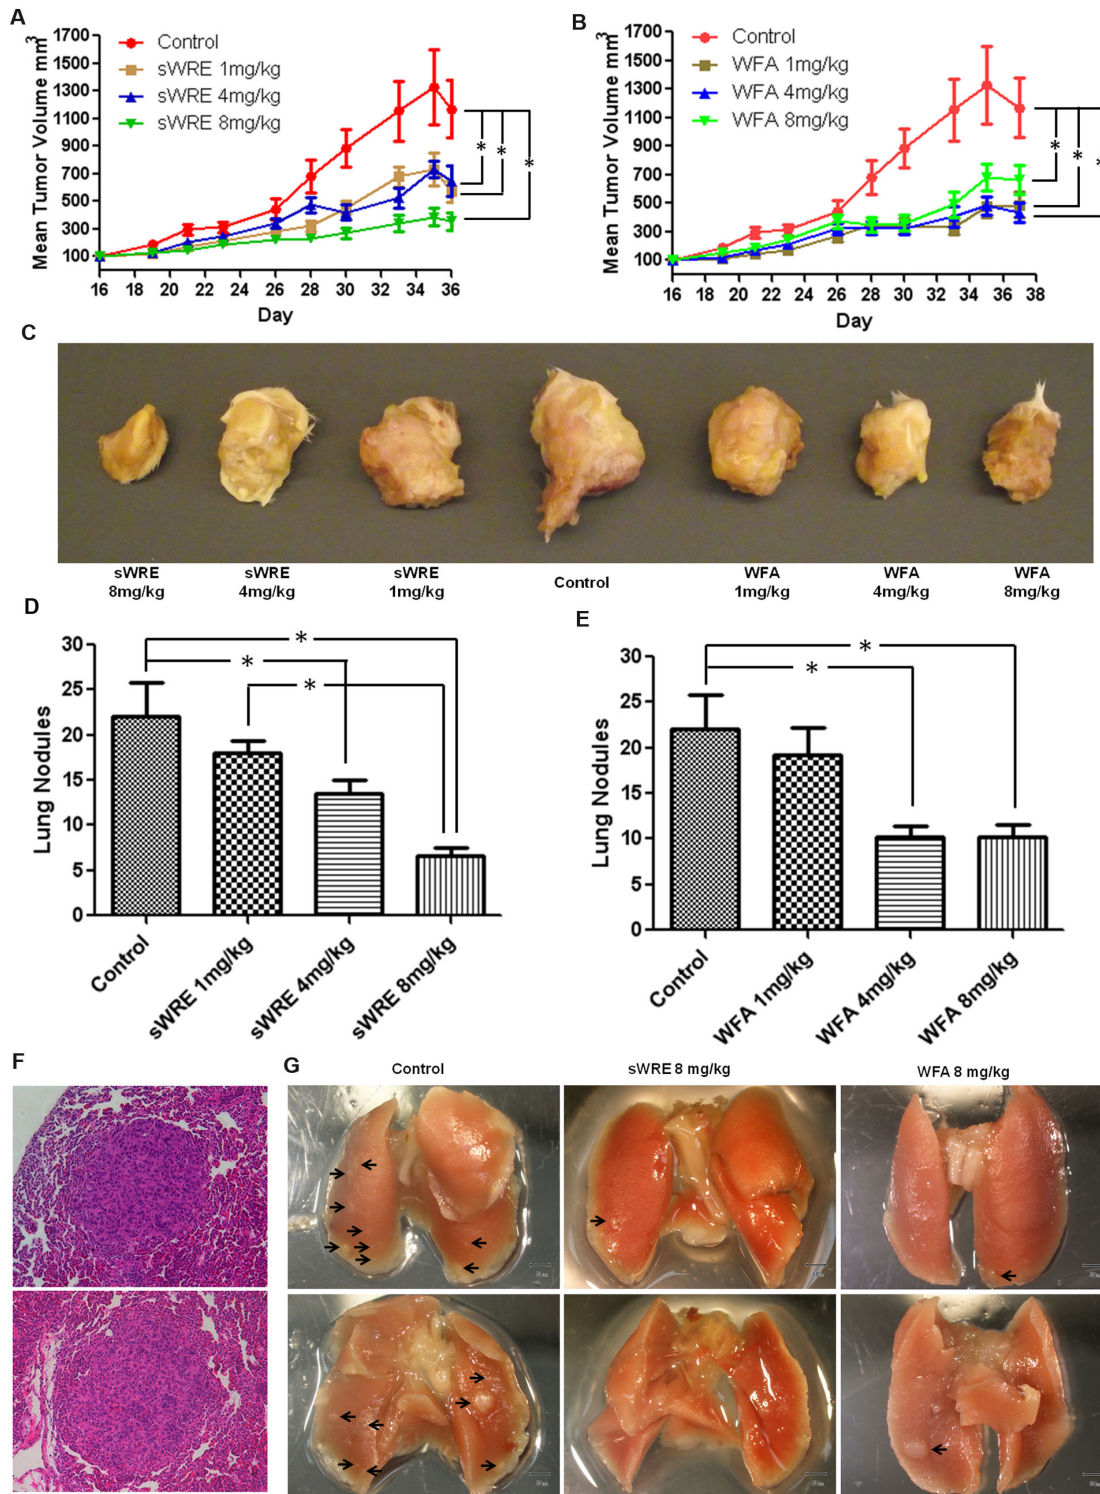 A
Mean Tumor Volume mm³
1700
1500
1300
1100
900
700
500
300
100
Control
sWRE 1mg/kg
sWRE 4mg/kg
sWRE 8mg/kg
*
*
*
16 18 20 22 24 26 28 30 32 34 36
Day
B
Mean Tumor Volume mm³
1700
1500
1300
1100
900
700
500
300
100
Control
WFA 1mg/kg
WFA 4mg/kg
WFA 8mg/kg
*
*
*
16 18 20 22 24 26 28 30 32 34 36 38
Day
C
sWRE 8mg/kg
sWRE 4mg/kg
sWRE 1mg/kg
Control
WFA 1mg/kg
WFA 4mg/kg
WFA 8mg/kg
D
Lung Nodules
30
25
20
15
10
5
0
*
*
*
Control
sWRE 1mg/kg
sWRE 4mg/kg
sWRE 8mg/kg
E
Lung Nodules
30
25
20
15
10
5
0
*
*
Control
WFA 1mg/kg
WFA 4mg/kg
WFA 8mg/kg
F
G
Control
sWRE 8 mg/kg
WFA 8 mg/kg